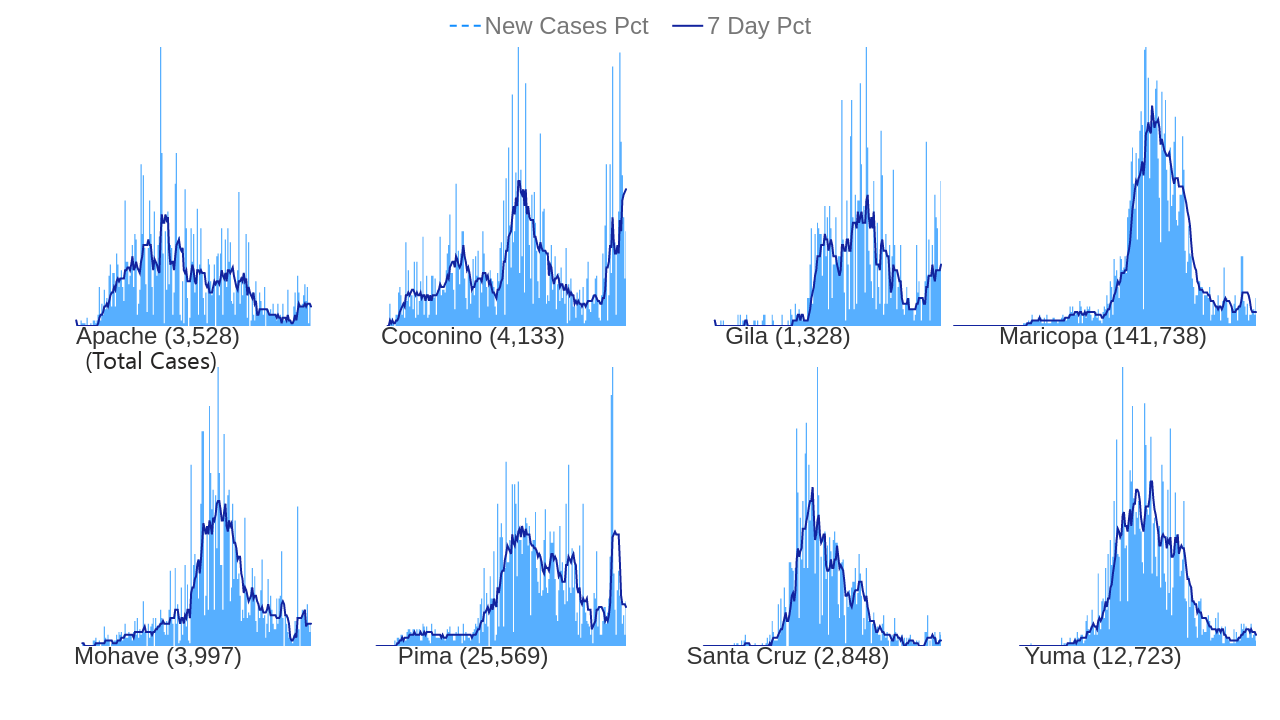 New Cases Pct 7 Day Pct
Apache (3,528) Coconino (4,133) Gila (1,328) Maricopa (141,738)
(Total Cases)
Mohave (3,997) Pima (25,569) Santa Cruz (2,848) Yuma (12,723)